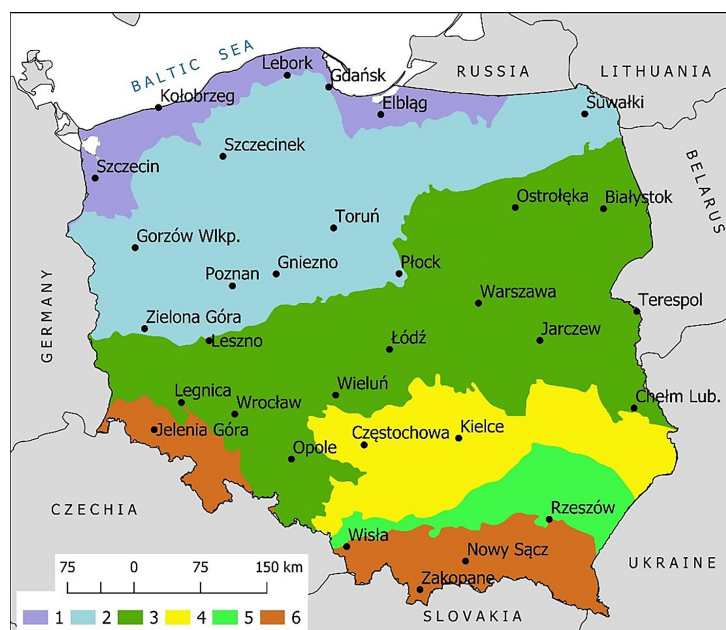 BALTIC SEA
Lebork
Gdańsk
RUSSIA
LITHUANIA
Kołobrzeg
Elbląg
Suwałki
Szczecinek
Szczecin
BELARUS
Ostrołęka
Białystok
Toruń
Gorzów Wlkp.
Gniezno
Płock
Poznan
GERMANY
Warszawa
Terespol
Zielona Góra
Leszno
Łódź
Jarczew
Wieluń
Legnica
Wrocław
Chełm Lub.
Jelenia Góra
Częstochowa
Kielce
Opole
CZECHIA
Rzeszów
Wisła
Nowy Sącz
UKRAINE
75 0 75 150 km
Zakopane
1 2 3 4 5 6
SLOVAKIA